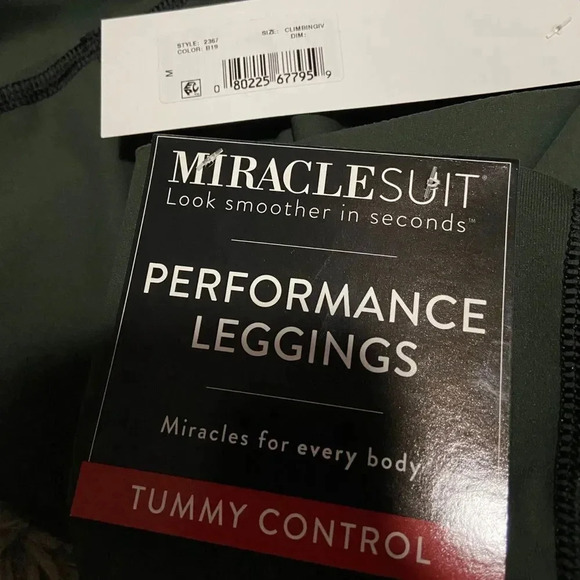 STYLE: 2367
SIZE: CLIMBINGIV
COLOR: B19
DIM:
M
0 80225 67795 9
MIRACLESUIT®
Look smoother in seconds™
PERFORMANCE
LEGGINGS
Miracles for every body
TUMMY CONTROL